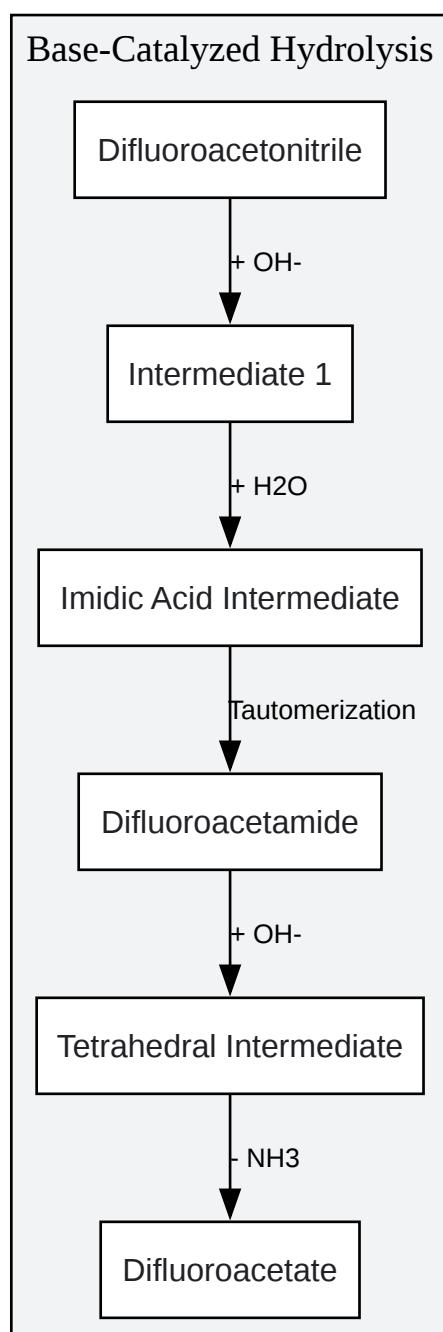 Base-Catalyzed Hydrolysis
Difluoroacetonitrile
+ OH-
Intermediate 1
+ H2O
Imidic Acid Intermediate
Tautomerization
Difluoroacetamide
+ OH-
Tetrahedral Intermediate
- NH3
Difluoroacetate